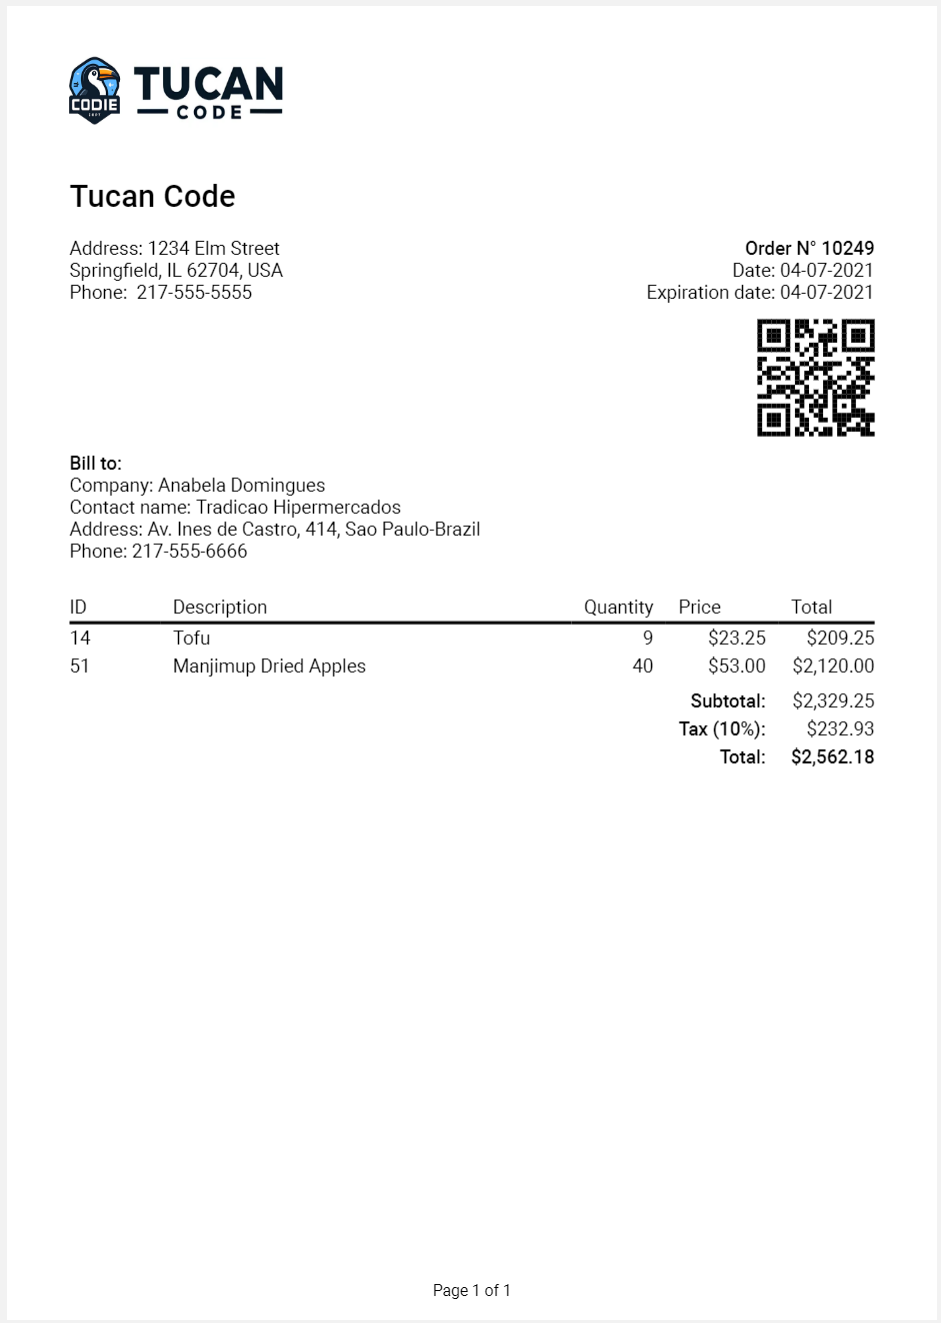 CODIE
TUCAN
CODE
Tucan Code
Address: 1234 Elm Street
Springfield, IL 62704, USA
Phone: 217-555-5555
Order N° 10249
Date: 04-07-2021
Expiration date: 04-07-2021
Bill to:
Company: Anabela Domingues
Contact name: Tradicao Hipermercados
Address: Av. Ines de Castro, 414, Sao Paulo-Brazil
Phone: 217-555-6666
ID Description Quantity Price Total
14 Tofu 9 $23.25 $209.25
51 Manjimup Dried Apples 40 $53.00 $2,120.00
Subtotal: $2,329.25
Tax (10%): $232.93
Total: $2,562.18
Page 1 of 1